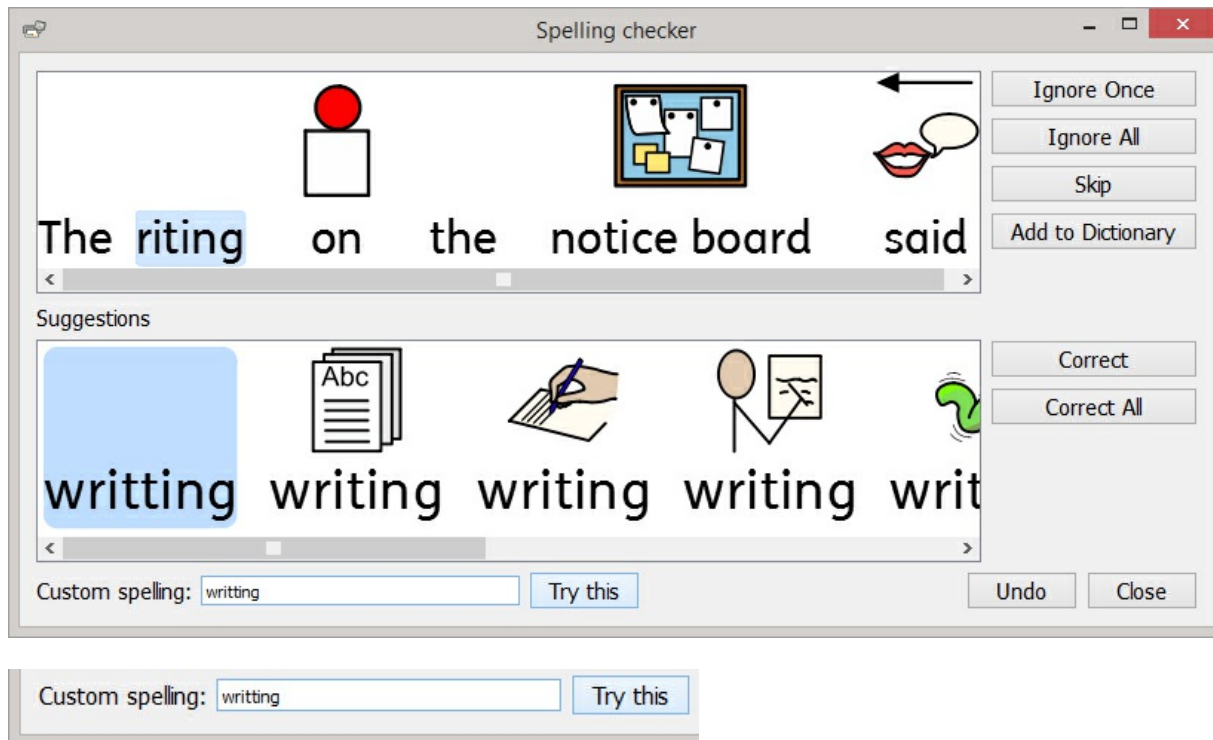 Spelling checker
Ignore Once
Ignore All
Skip
Add to Dictionary
The riting on the notice board said
Suggestions
Abc
writting writing writing writing writ
Correct
Correct All
Custom spelling: writting Try this Undo Close
Custom spelling: writting Try this